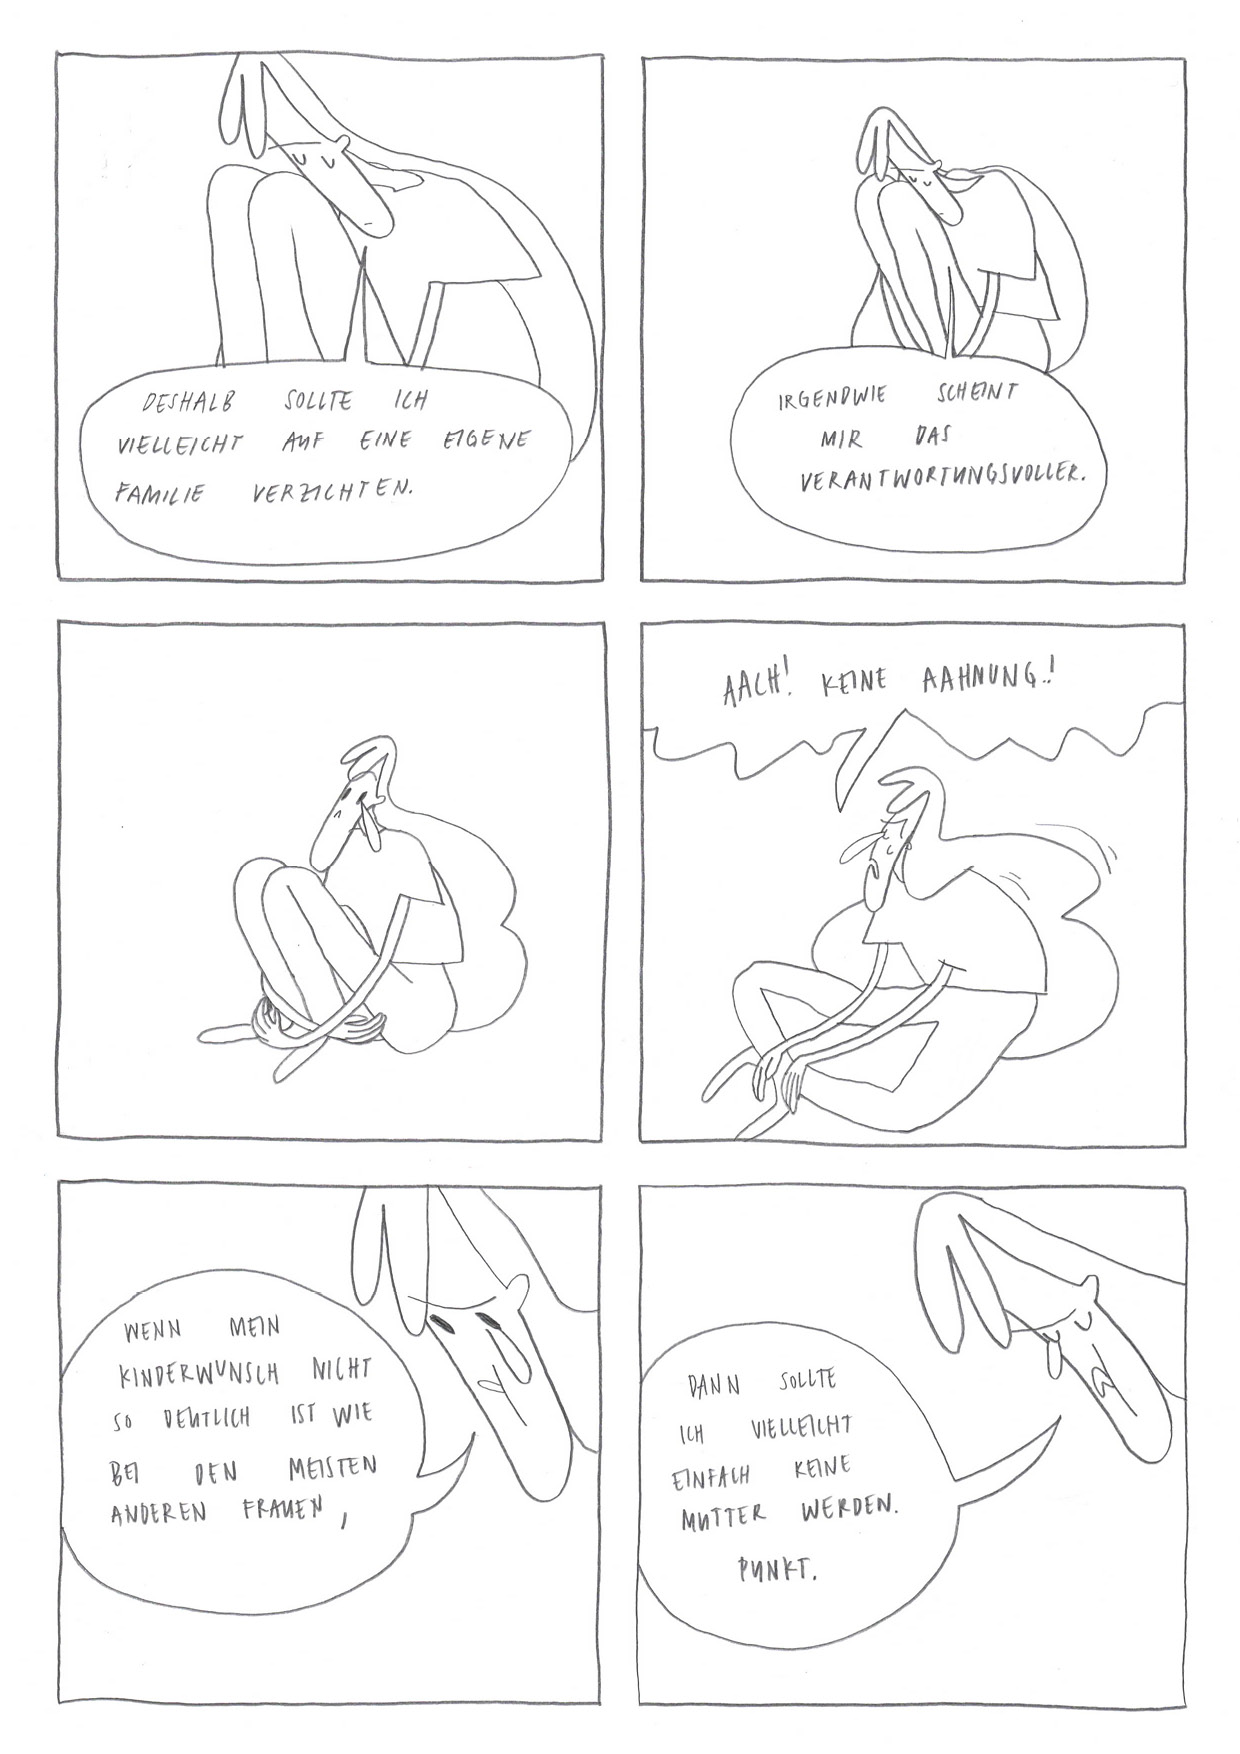 DESHALB SOLLTE ICH
VIELLEICHT AUF EINE EIGENE
FAMILIE VERZICHTEN.
IRGENDWIE SCHEINT
MIR DAS
VERANTWORTUNGSVOLLER.
AACH! KEINE AAHNUNG..!
WENN MEIN
KINDERWUNSCH NICHT
SO DEUTLICH IST WIE
BEI DEN MEISTEN
ANDEREN FRAUEN,
DANN SOLLTE
ICH VIELLEICHT
EINFACH KEINE
MUTTER WERDEN.
PUNKT.